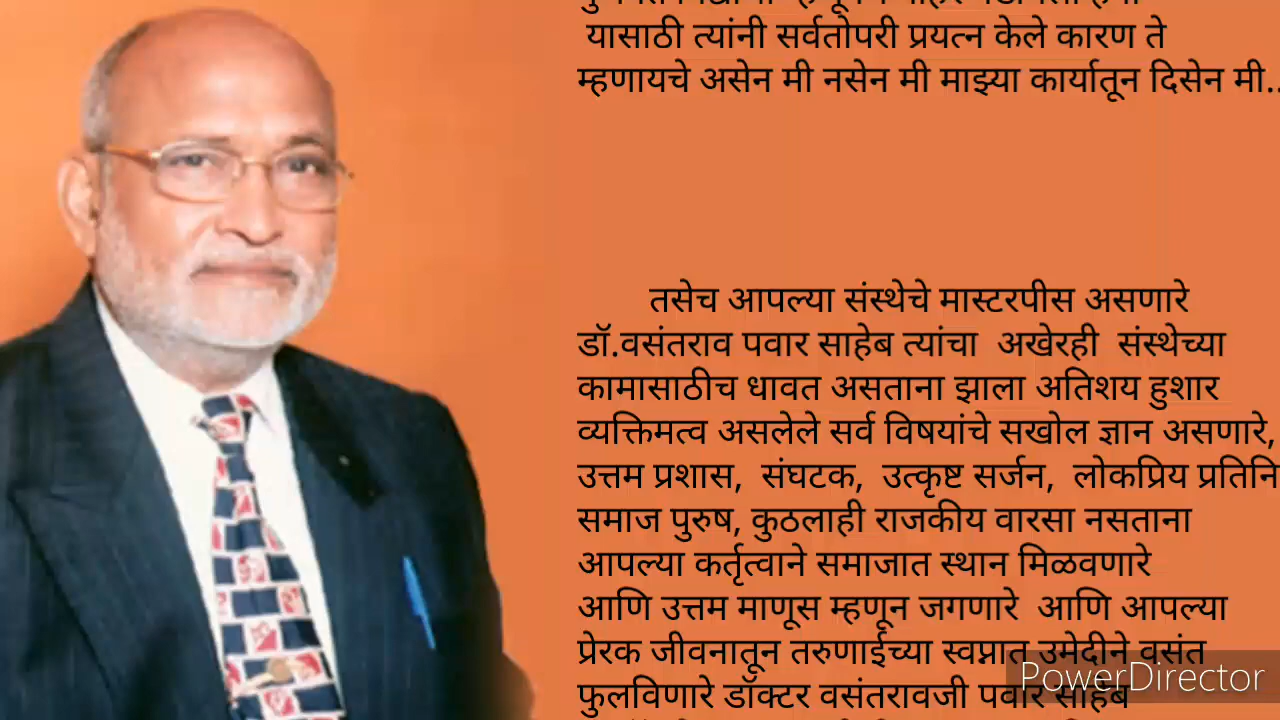 यासाठी त्यांनी सर्वतोपरी प्रयत्न केले कारण ते
म्हणायचे असेन मी नसेन मी माझ्या कार्यातून दिसेन मी..
तसेच आपल्या संस्थेचे मास्टरपीस असणारे
डॉ.वसंतराव पवार साहेब त्यांचा अखेरही संस्थेच्या
कामासाठीच धावत असताना झाला अतिशय हुशार
व्यक्तिमत्व असलेले सर्व विषयांचे सखोल ज्ञान असणारे,
उत्तम प्रशास, संघटक, उत्कृष्ट सर्जन, लोकप्रिय प्रतिनि
समाज पुरुष, कुठलाही राजकीय वारसा नसताना
आपल्या कर्तृत्वाने समाजात स्थान मिळवणारे
आणि उत्तम माणूस म्हणून जगणारे आणि आपल्या
प्रेरक जीवनातून तरुणाईच्या स्वप्नात उमेदीने वसंत
फुलविणारे डॉक्टर वसंतरावजी पवार साहेब
PowerDirector